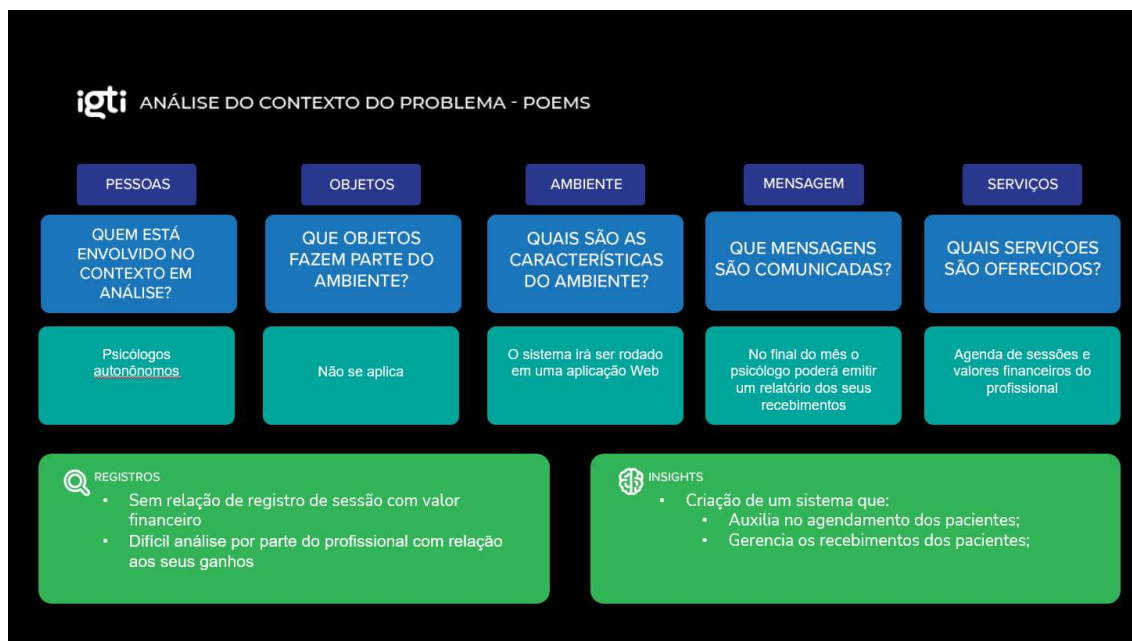 igti ANÁLISE DO CONTEXTO DO PROBLEMA - POEMS
PESSOAS
OBJETOS
AMBIENTE
MENSAGEM
SERVIÇOS
QUEM ESTÁ
ENVOLVIDO NO
CONTEXTO EM
ANÁLISE?
QUE OBJETOS
FAZEM PARTE DO
AMBIENTE?
QUAIS SÃO AS
CARACTERÍSTICAS
DO AMBIENTE?
QUE MENSAGENS
SÃO COMUNICADAS?
QUAIS SERVIÇOES
SÃO OFERECIDOS?
Psicólogos
autonônomos
Não se aplica
O sistema irá ser rodado
em uma aplicação Web
No final do mês o
psicólogo poderá emitir
um relatório dos seus
recebimentos
Agenda de sessões e
valores financeiros do
profissional
REGISTROS
• Sem relação de registro de sessão com valor
financeiro
• Difícil análise por parte do profissional com relação
aos seus ganhos
INSIGHTS
• Criação de um sistema que:
• Auxilia no agendamento dos pacientes;
• Gerencia os recebimentos dos pacientes;